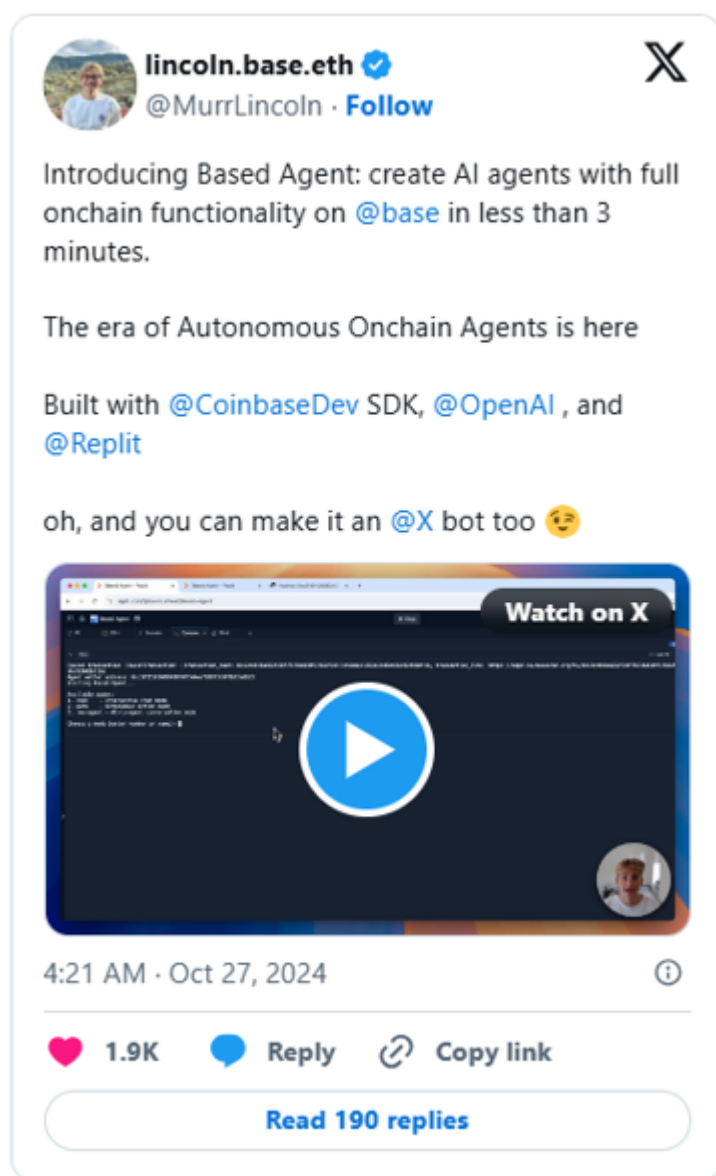 lincoln.base.eth
@MurrLincoln · Follow
Introducing Based Agent: create AI agents with full
onchain functionality on @base in less than 3
minutes.
The era of Autonomous Onchain Agents is here
Built with @CoinbaseDev SDK, @OpenAI , and
@Replit
oh, and you can make it an @X bot too 😉
Watch on X
4:21 AM · Oct 27, 2024
1.9K Reply Copy link
Read 190 replies